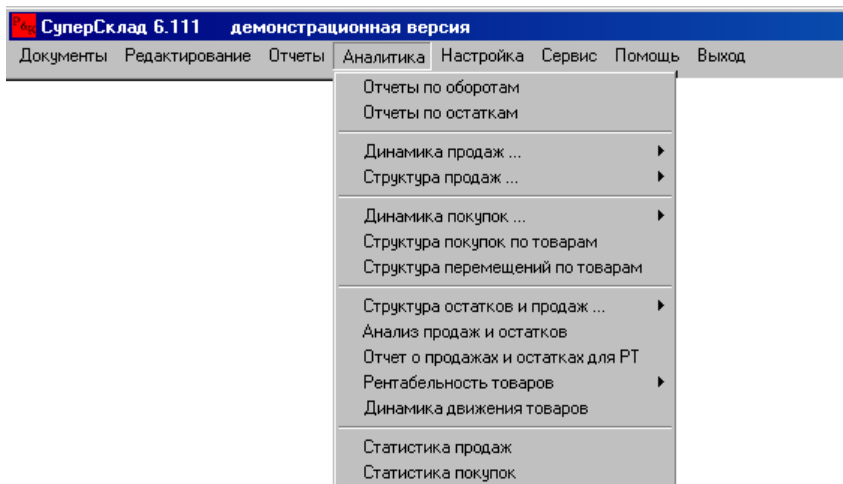 СуперСклад 6.111 демонстрационная версия
Документы Редактирование Отчеты Аналитика Настройка Сервис Помощь Выход
Отчеты по оборотам
Отчеты по остаткам
Динамика продаж ...
Структура продаж ...
Динамика покупок ...
Структура покупок по товарам
Структура перемещений по товарам
Структура остатков и продаж ...
Анализ продаж и остатков
Отчет о продажах и остатках для РТ
Рентабельность товаров
Динамика движения товаров
Статистика продаж
Статистика покупок